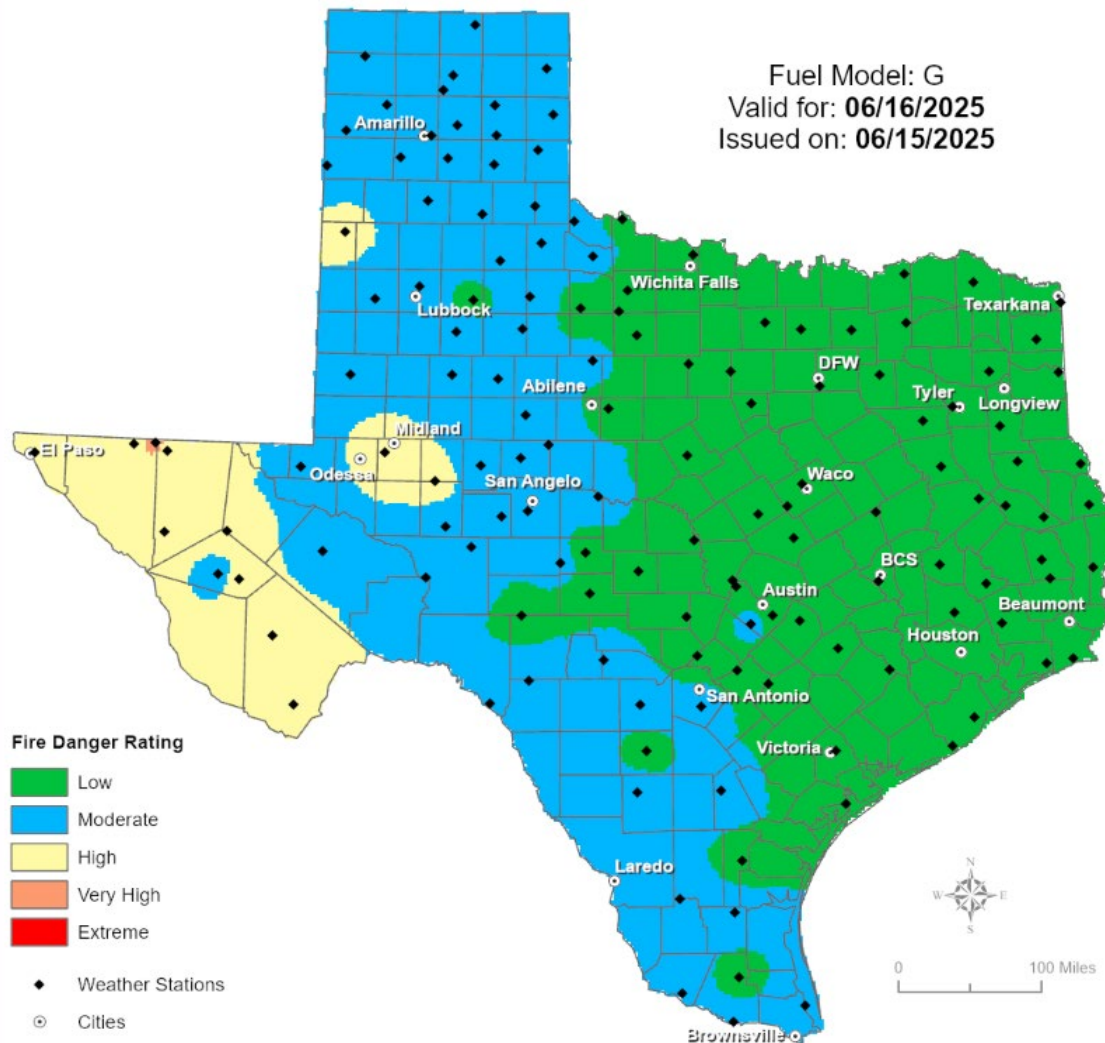 Fuel Model: G
Valid for: 06/16/2025
Issued on: 06/15/2025
Amarillo
Lubbock
Wichita Falls
Texarkana
DFW
Abilene
Tyler
Longview
Midland
El Paso
Odessa
San Angelo
Waco
BCS
Austin
Beaumont
Houston
San Antonio
Victoria
Laredo
Brownsville
Fire Danger Rating
Low
Moderate
High
Very High
Extreme
Weather Stations
Cities
N
W E
S
0 100 Miles